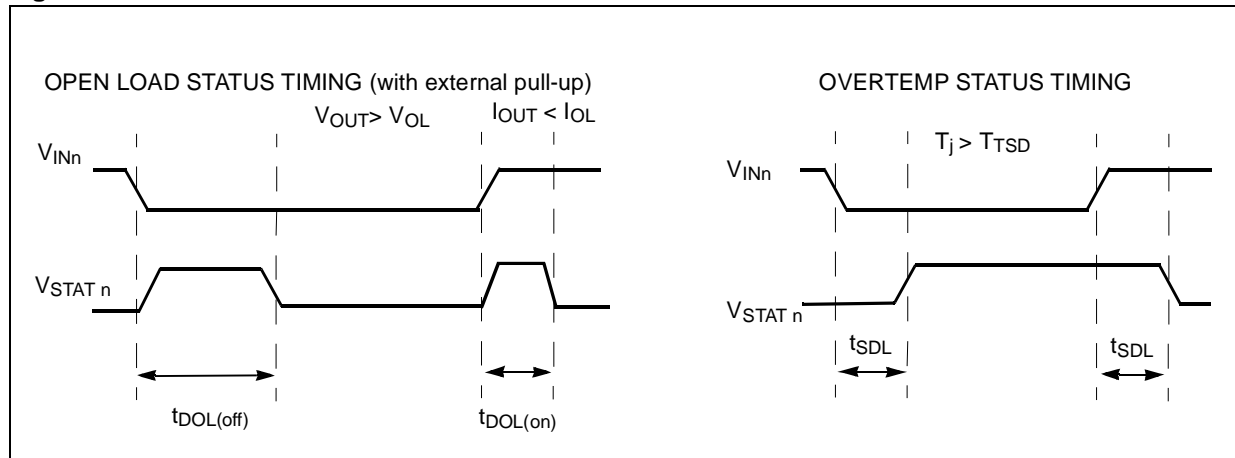 OPEN LOAD STATUS TIMING (with external pull-up)
VOUT> VOL
IOUT < IOL
VINn
VSTAT n
tDOL(off)
tDOL(on)
OVERTEMP STATUS TIMING
Tj > TTSD
VINn
VSTAT n
tSDL
tSDL